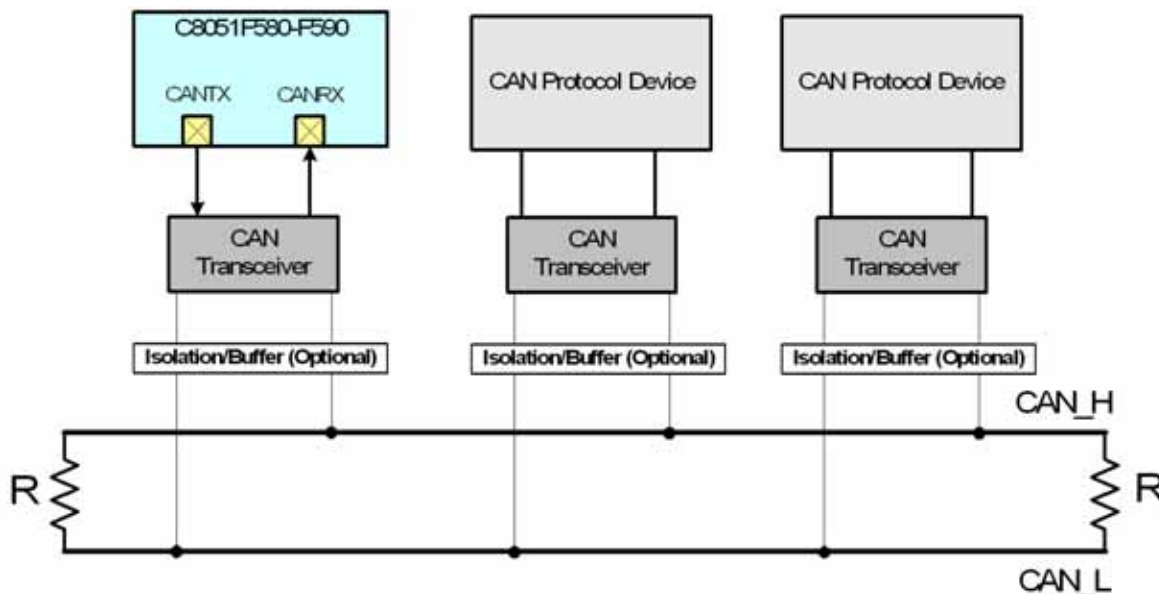 C8051F580-F590
CANTX
CANRX
CAN Protocol Device
CAN Protocol Device
CAN
Transceiver
CAN
Transceiver
CAN
Transceiver
Isolation/Buffer (Optional)
Isolation/Buffer (Optional)
Isolation/Buffer (Optional)
CAN_H
R
R
CAN_L